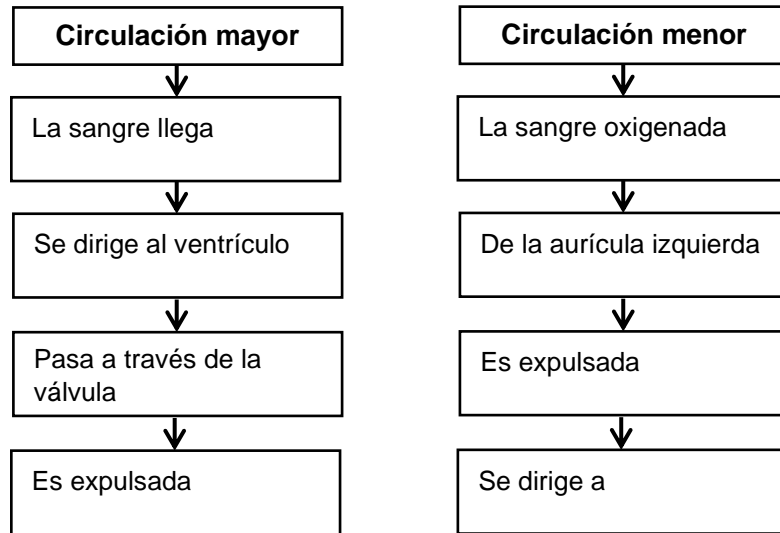 Circulación mayor
La sangre llega
Se dirige al ventrículo
Pasa a través de la
válvula
Es expulsada
Circulación menor
La sangre oxigenada
De la aurícula izquierda
Es expulsada
Se dirige a